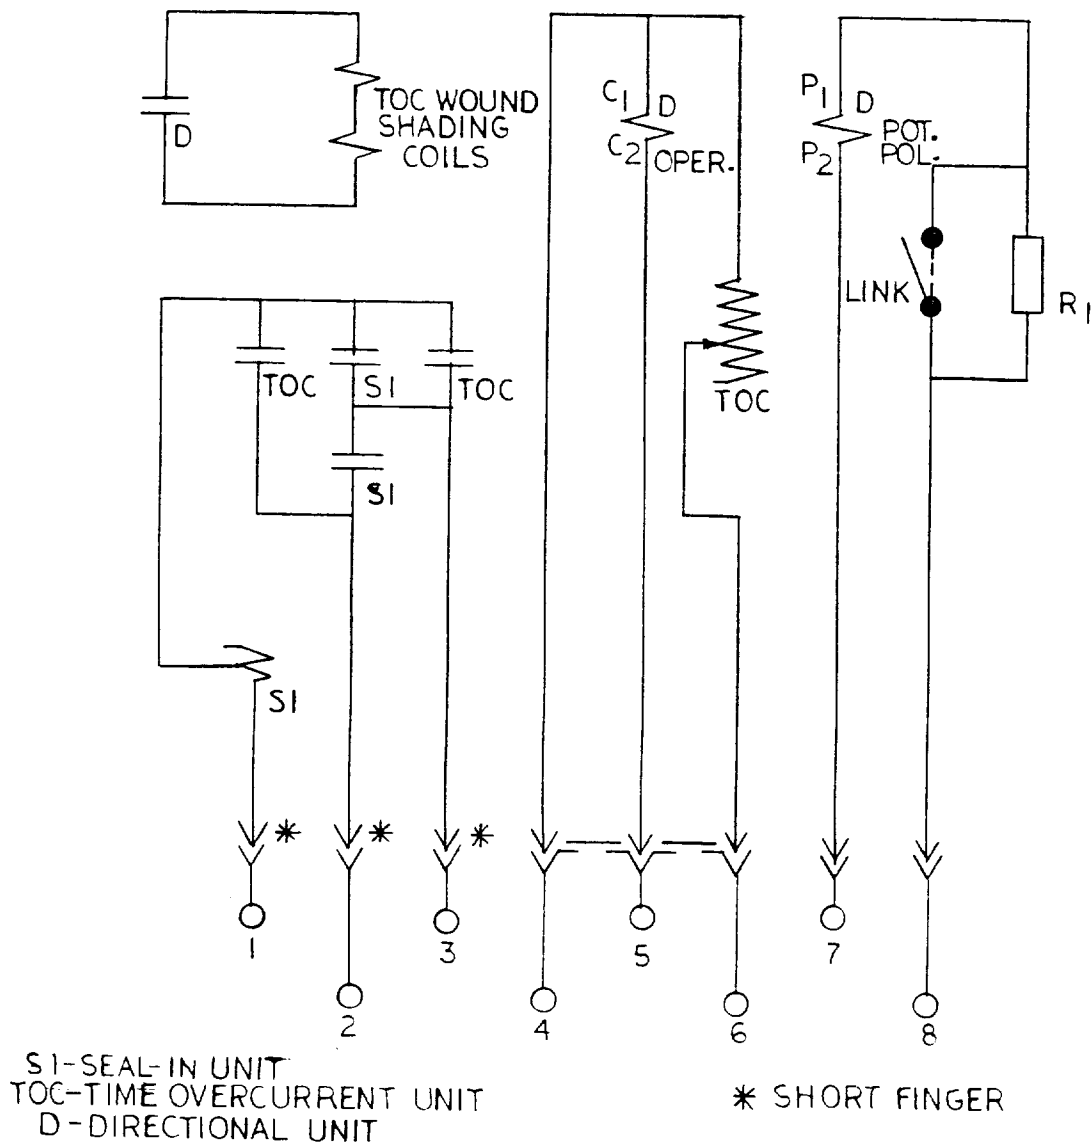 D
TOC WOUND
SHADING
COILS
C1 D
C2 OPER.
P1 D
P2 POT.
POL.
LINK
R1
TOC
SI
TOC
TOC
SI
SI
*
*
*
1
2
3
4
5
6
7
8
SI-SEAL-IN UNIT
TOC-TIME OVERCURRENT UNIT
D-DIRECTIONAL UNIT
* SHORT FINGER